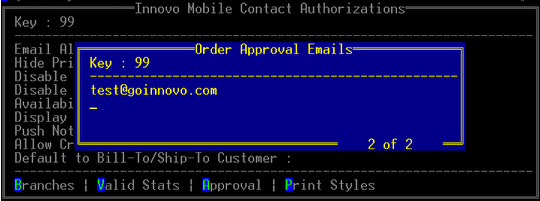 Innovo Mobile Contact Authorizations
Key : 99
Order Approval Emails
Email Al
Key : 99
Hide Pri
Disable
Disable
test@goinnovo.com
Availabi
Display
Push Not
Allow Cr
2 of 2
Default to Bill-To/Ship-To Customer :
Branches | Valid Stats | Approval | Print Styles